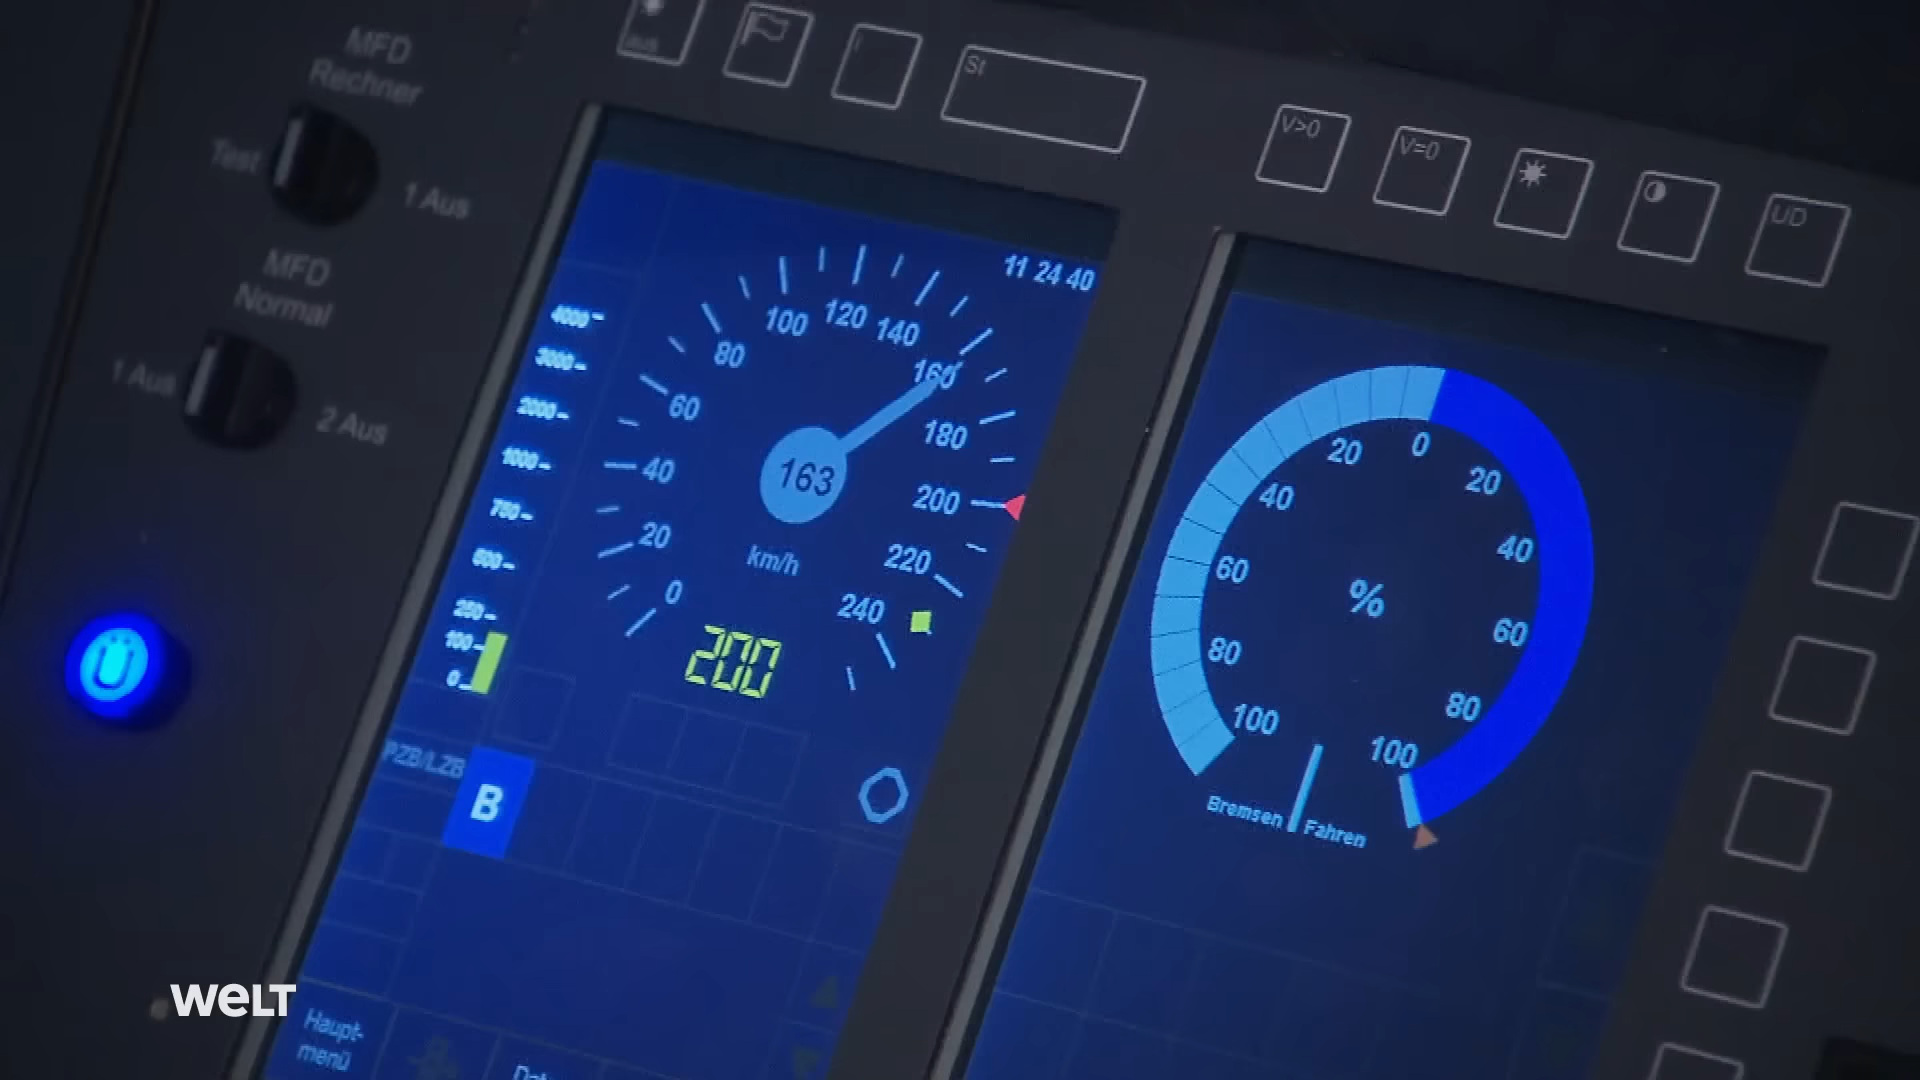 MFD
Rechner
Test
1 Aus
MFD
Normal
1 Aus
2 Aus
Ü
Aus
St
V>0
V=0
UD
11 24 40
4000
3000
2000
1000
750
500
250
100
0
0
20
40
60
80
100
120
140
160
180
200
220
240
163
km/h
200
PZB/LZB
B
Haupt-
menü
100
80
60
40
20
0
20
40
60
80
100
%
Bremsen
Fahren
WELT